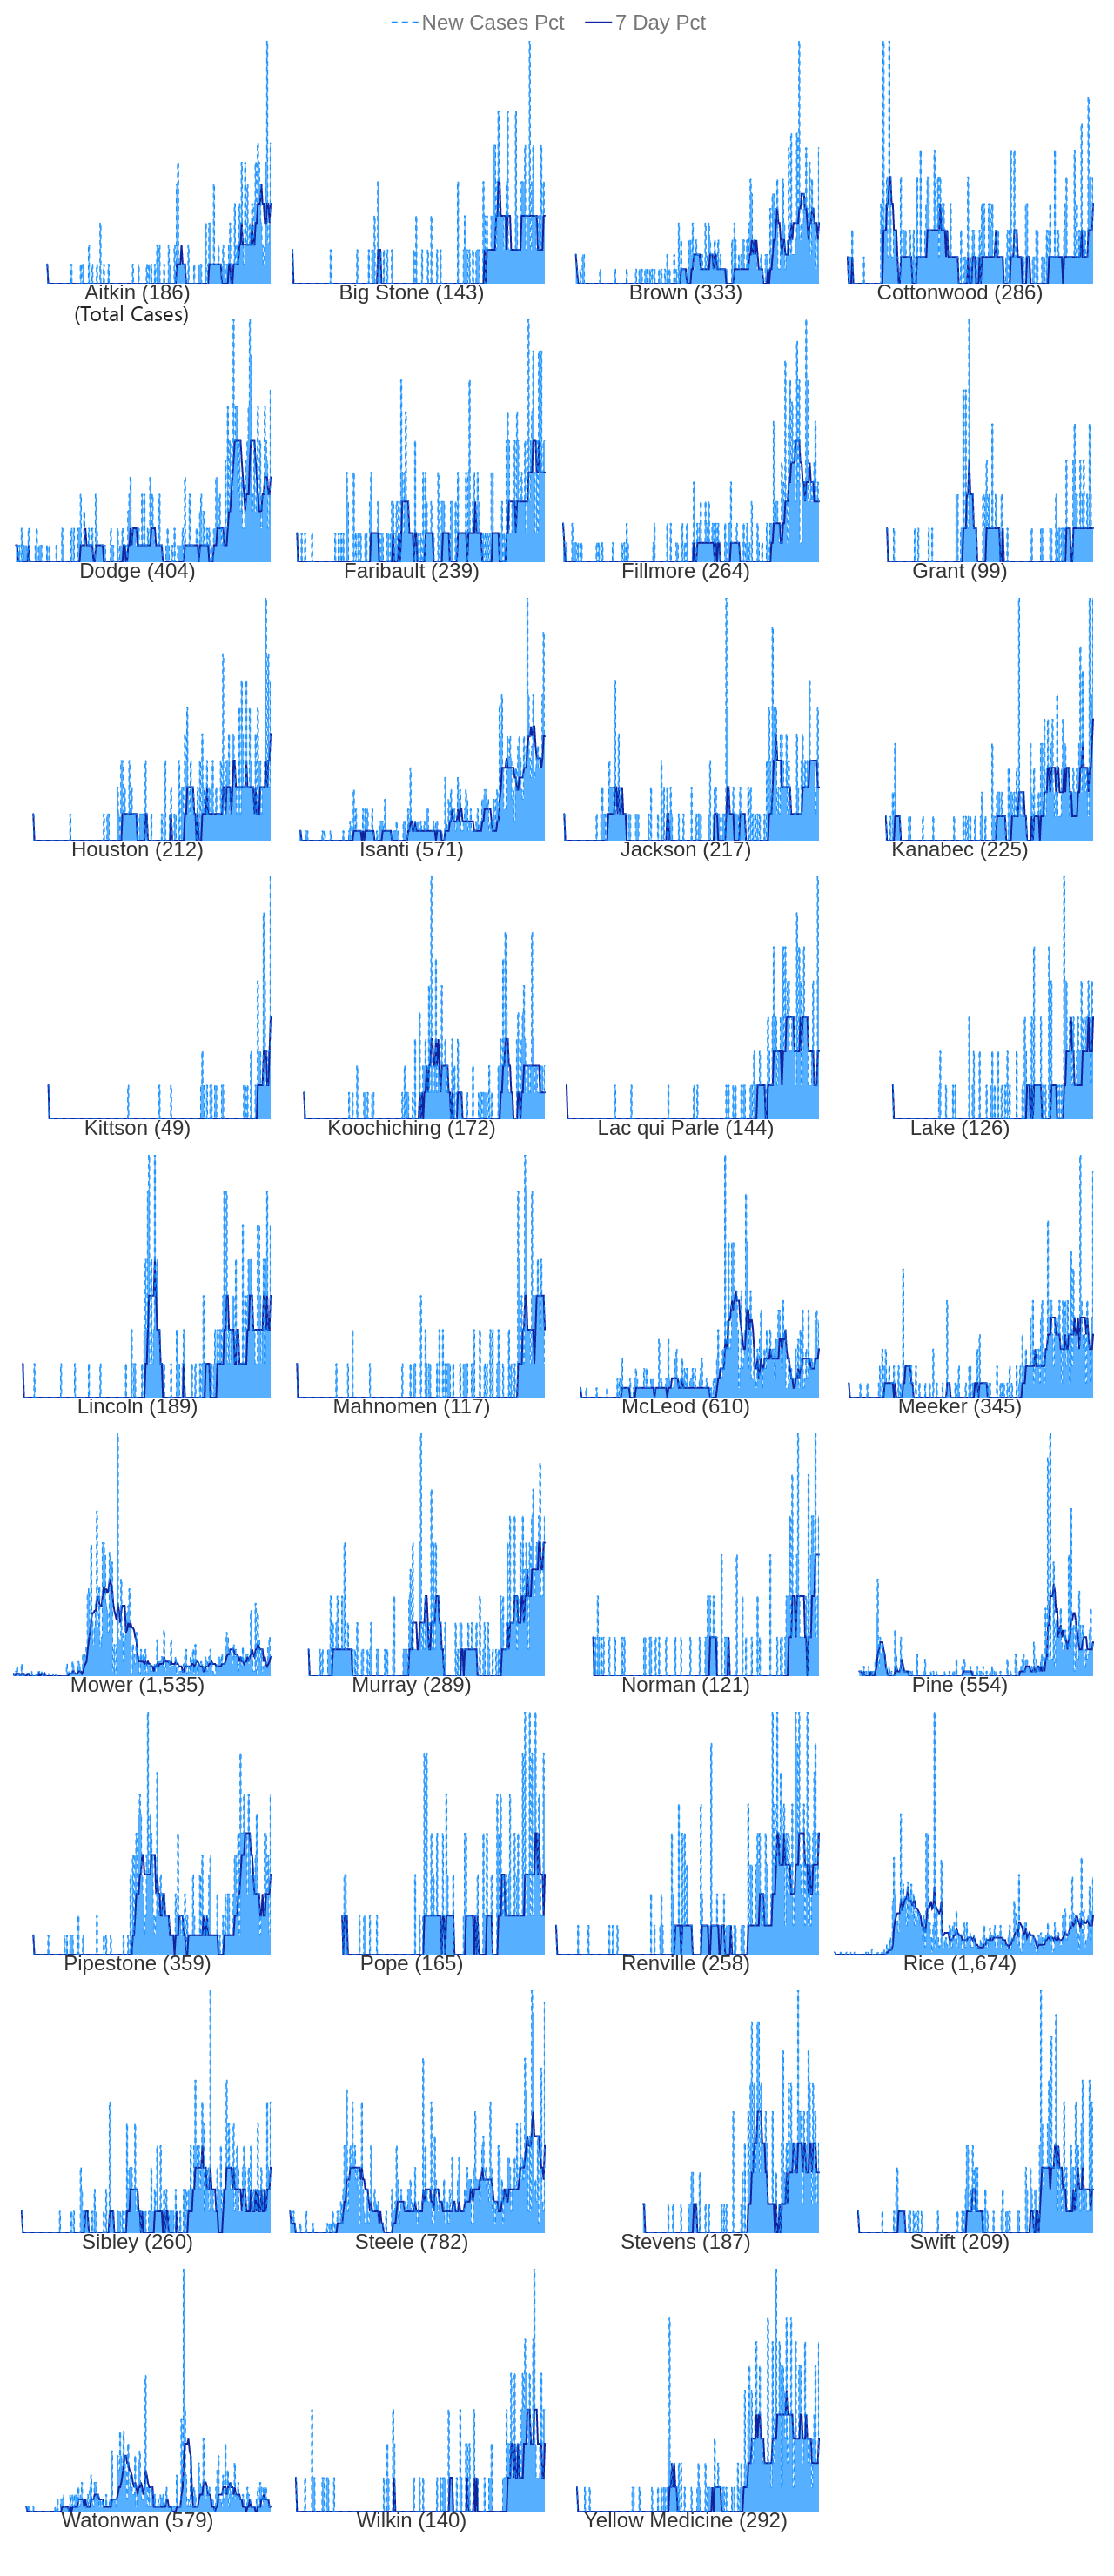 New Cases Pct 7 Day Pct
Aitkin (186) Big Stone (143) Brown (333) Cottonwood (286)
(Total Cases)
Dodge (404) Faribault (239) Fillmore (264) Grant (99)
Houston (212) Isanti (571) Jackson (217) Kanabec (225)
Kittson (49) Koochiching (172) Lac qui Parle (144) Lake (126)
Lincoln (189) Mahnomen (117) McLeod (610) Meeker (345)
Mower (1,535) Murray (289) Norman (121) Pine (554)
Pipestone (359) Pope (165) Renville (258) Rice (1,674)
Sibley (260) Steele (782) Stevens (187) Swift (209)
Watonwan (579) Wilkin (140) Yellow Medicine (292)